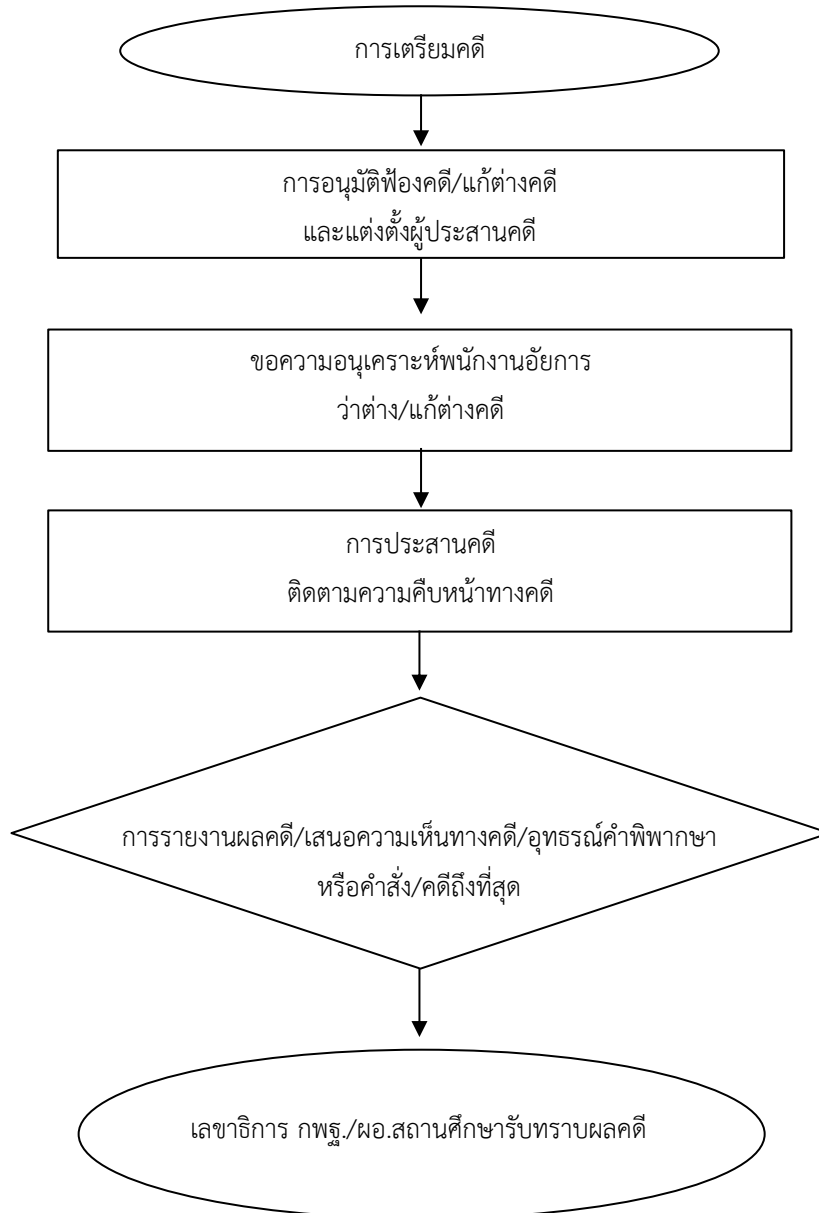 การเตรียมคดี
การอนุมัติฟ้องคดี/แก้ต่างคดี
และแต่งตั้งผู้ประสานคดี
ขอความอนุเคราะห์พนักงานอัยการ
ว่าต่าง/แก้ต่างคดี
การประสานคดี
ติดตามความคืบหน้าทางคดี
การรายงานผลคดี/เสนอความเห็นทางคดี/อุทธรณ์คำพิพากษา
หรือคำสั่ง/คดีถึงที่สุด
เลขาธิการ กพฐ./ผอ.สถานศึกษารับทราบผลคดี